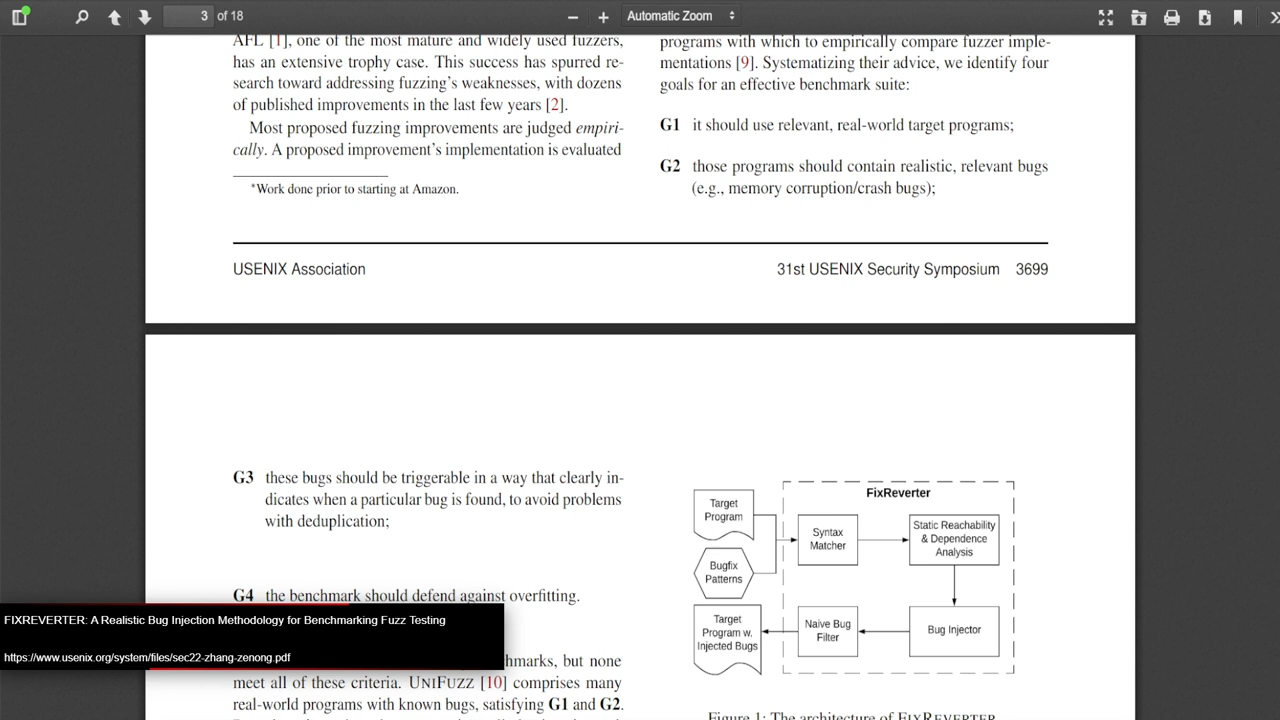 3 of 18
Automatic Zoom
AFL [1], one of the most mature and widely used fuzzers,
has an extensive trophy case. This success has spurred re-
search toward addressing fuzzing's weaknesses, with dozens
of published improvements in the last few years [2].
Most proposed fuzzing improvements are judged empiri-
cally. A proposed improvement's implementation is evaluated
*Work done prior to starting at Amazon.
programs with which to empirically compare fuzzer imple-
mentations [9]. Systematizing their advice, we identify four
goals for an effective benchmark suite:
G1 it should use relevant, real-world target programs;
G2 those programs should contain realistic, relevant bugs
(e.g., memory corruption/crash bugs);
USENIX Association
31st USENIX Security Symposium 3699
G3 these bugs should be triggerable in a way that clearly in-
dicates when a particular bug is found, to avoid problems
with deduplication;
G4 the benchmark should defend against overfitting.
FIXREVERTER: A Realistic Bug Injection Methodology for Benchmarking Fuzz Testing
https://www.usenix.org/system/files/sec22-zhang-zenong.pdf
hmarks, but none
meet all of these criteria. UNIFUZZ [10] comprises many
real-world programs with known bugs, satisfying G1 and G2.
FixReverter
Target
Program
Bugfix
Patterns
Syntax
Matcher
Static Reachability
& Dependence
Analysis
Target
Program w.
Injected Bugs
Naive Bug
Filter
Bug Injector
Figure 1: The architecture of FIXREVERTER